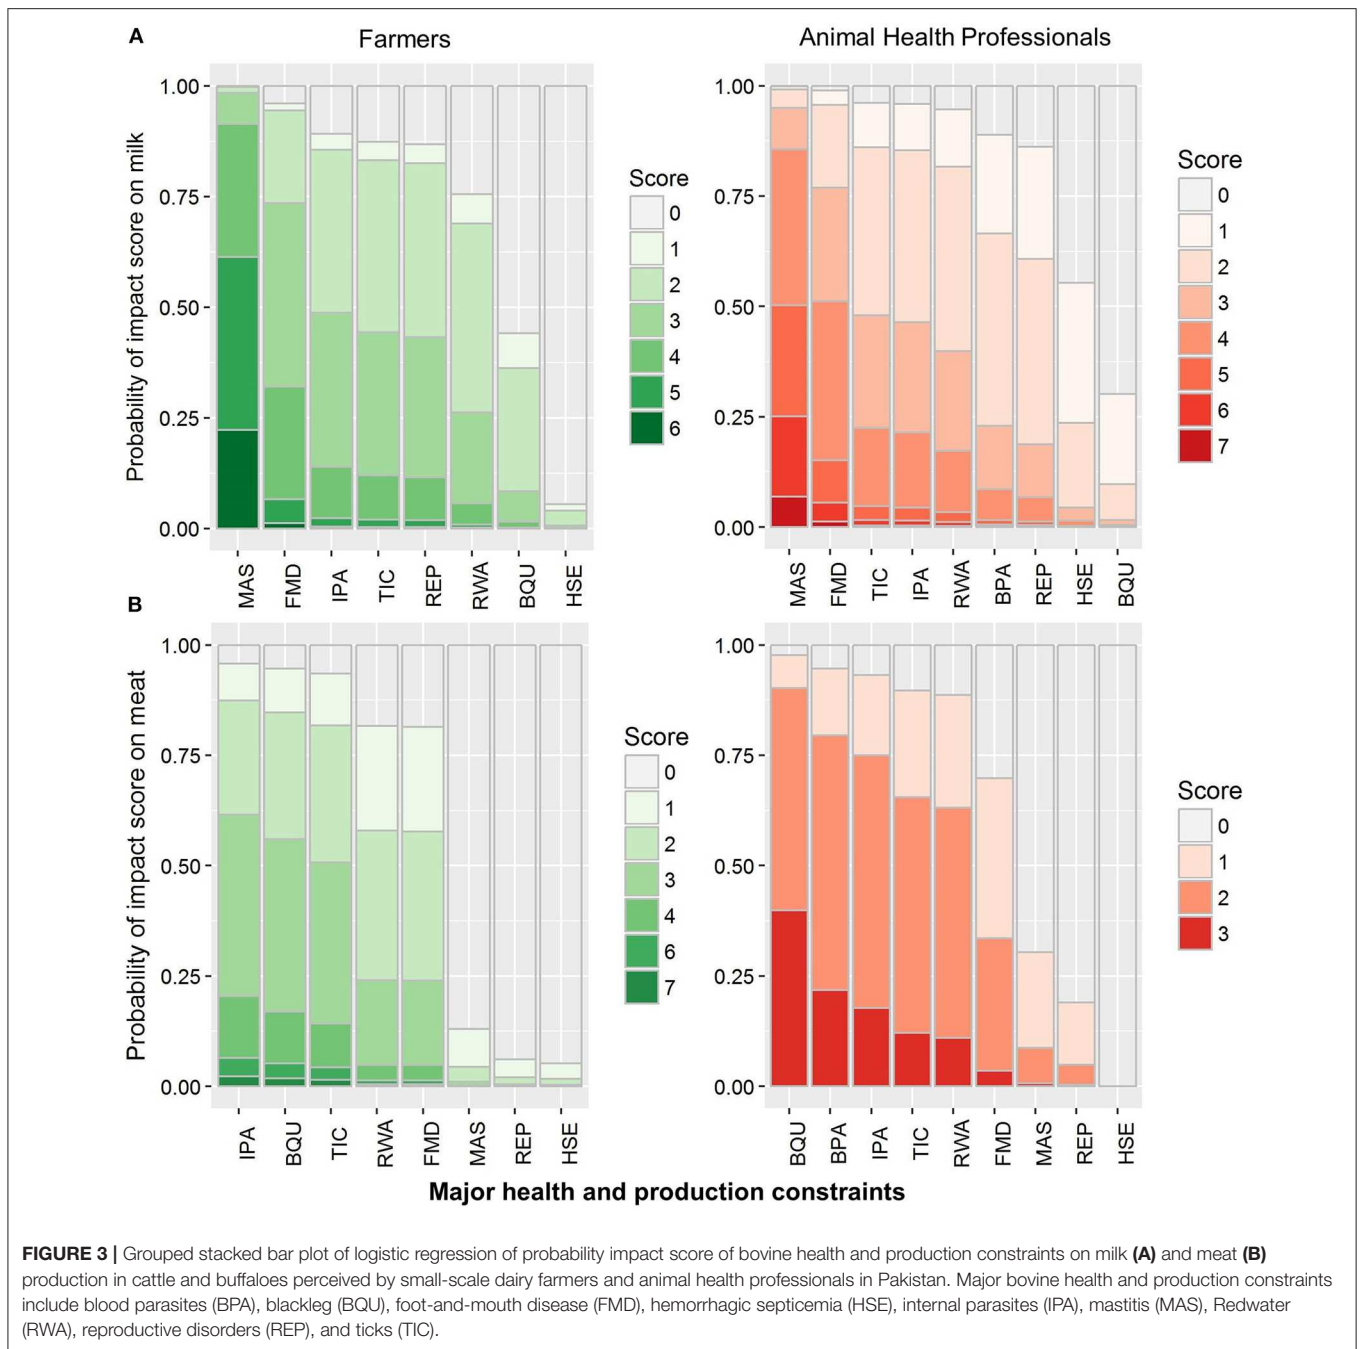 A
Farmers
Animal Health Professionals
Probability of impact score on milk
1.00
0.75
0.50
0.25
0.00
MAS
FMD
IPA
TIC
REP
RWA
BQU
HSE
Score
0
1
2
3
4
5
6
1.00
0.75
0.50
0.25
0.00
MAS
FMD
TIC
IPA
RWA
BPA
REP
HSE
BQU
Score
0
1
2
3
4
5
6
7
B
Probability of impact score on meat
1.00
0.75
0.50
0.25
0.00
IPA
BQU
TIC
RWA
FMD
MAS
REP
HSE
Score
0
1
2
3
4
6
7
1.00
0.75
0.50
0.25
0.00
BQU
BPA
IPA
TIC
RWA
FMD
MAS
REP
HSE
Score
0
1
2
3
Major health and production constraints
FIGURE 3 | Grouped stacked bar plot of logistic regression of probability impact score of bovine health and production constraints on milk (A) and meat (B)
production in cattle and buffaloes perceived by small-scale dairy farmers and animal health professionals in Pakistan. Major bovine health and production constraints
include blood parasites (BPA), blackleg (BQU), foot-and-mouth disease (FMD), hemorrhagic septicemia (HSE), internal parasites (IPA), mastitis (MAS), Redwater
(RWA), reproductive disorders (REP), and ticks (TIC).